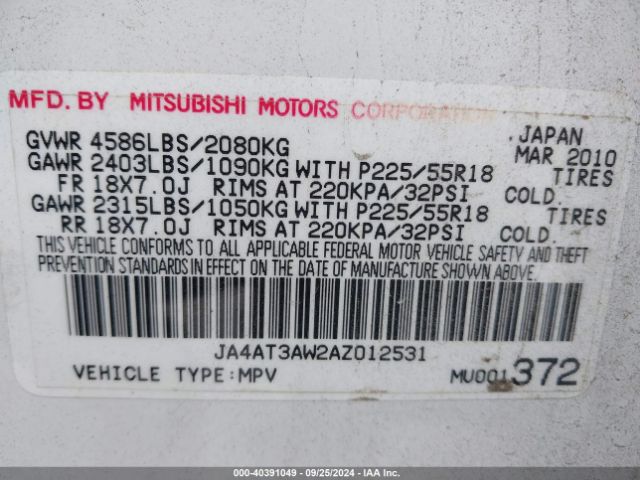 MFD. BY MITSUBISHI MOTORS CORPORATION
GVWR 4586LBS/2080KG , JAPAN
GAWR 2403LBS/1090KG WITH P225/55R18 MAR 2010
FR 18X7.0J RIMS AT 220KPA/32PSI TIRES COLD.
GAWR 2315LBS/1050KG WITH P225/55R18 TIRES
RR 18X7.0J RIMS AT 220KPA/32PSI COLD.
THIS VEHICLE CONFORMS TO ALL APPLICABLE FEDERAL MOTOR VEHICLE SAFETY AND THEFT
PREVENTION STANDARDS IN EFFECT ON THE DATE OF MANUFACTURE SHOWN ABOVE.
JA4AT3AW2AZ012531
VEHICLE TYPE:MPV MU001372
000-40391049 - 09/25/2024 - IAA Inc.